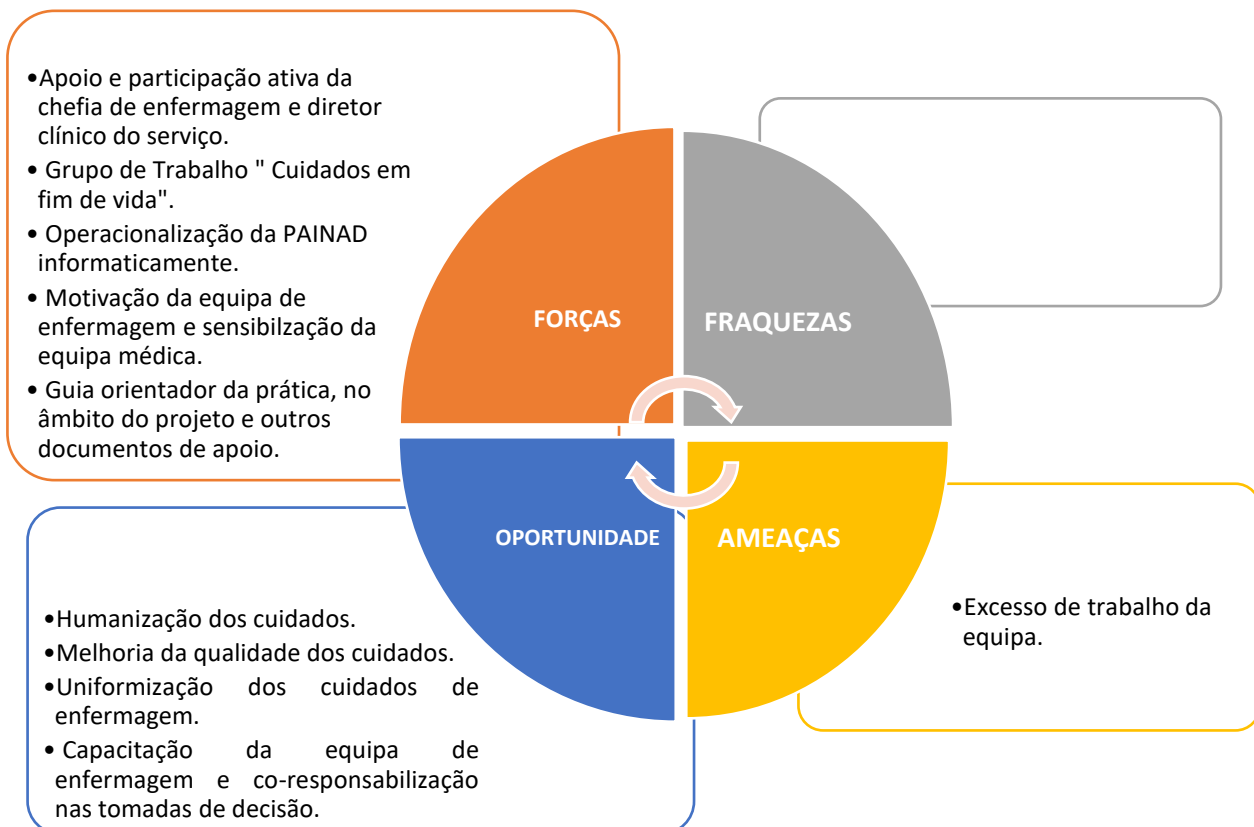 •Apoio e participação ativa da
chefia de enfermagem e diretor
clínico do serviço.
• Grupo de Trabalho " Cuidados em
fim de vida".
• Operacionalização da PAINAD
informaticamente.
• Motivação da equipa de
enfermagem e sensibilzação da
equipa médica.
• Guia orientador da prática, no
âmbito do projeto e outros
documentos de apoio.
FORÇAS
FRAQUEZAS
OPORTUNIDADE
AMEAÇAS
•Humanização dos cuidados.
•Melhoria da qualidade dos cuidados.
•Uniformização dos cuidados de
enfermagem.
• Capacitação da equipa de
enfermagem e co-responsabilização
nas tomadas de decisão.
•Excesso de trabalho da
equipa.